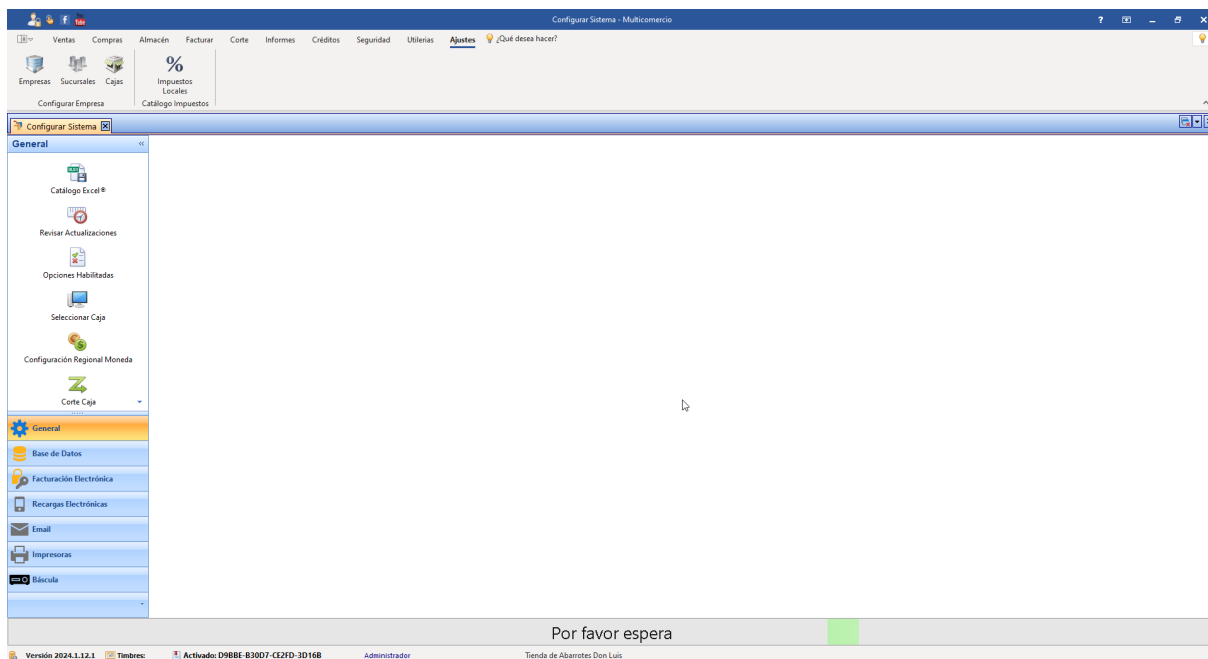 Configurar Sistema - Multicomercio
Ventas Compras Almacén Facturar Corte Informes Créditos Seguridad Utilerias Ajustes ¿Qué desea hacer?
Empresas Sucursales Cajas Impuestos Locales
Configurar Empresa Catálogo Impuestos
Configurar Sistema
General
Catálogo Excel®
Revisar Actualizaciones
Opciones Habilitadas
Seleccionar Caja
Configuración Regional Moneda
Corte Caja
General
Base de Datos
Facturación Electrónica
Recargas Electrónicas
Email
Impresoras
Báscula
Por favor espera
Versión 2024.1.12.1 Timbres: Activado: D9BBE-B30D7-CE2FD-3D16B Administrador Tienda de Abarrotes Don Luis